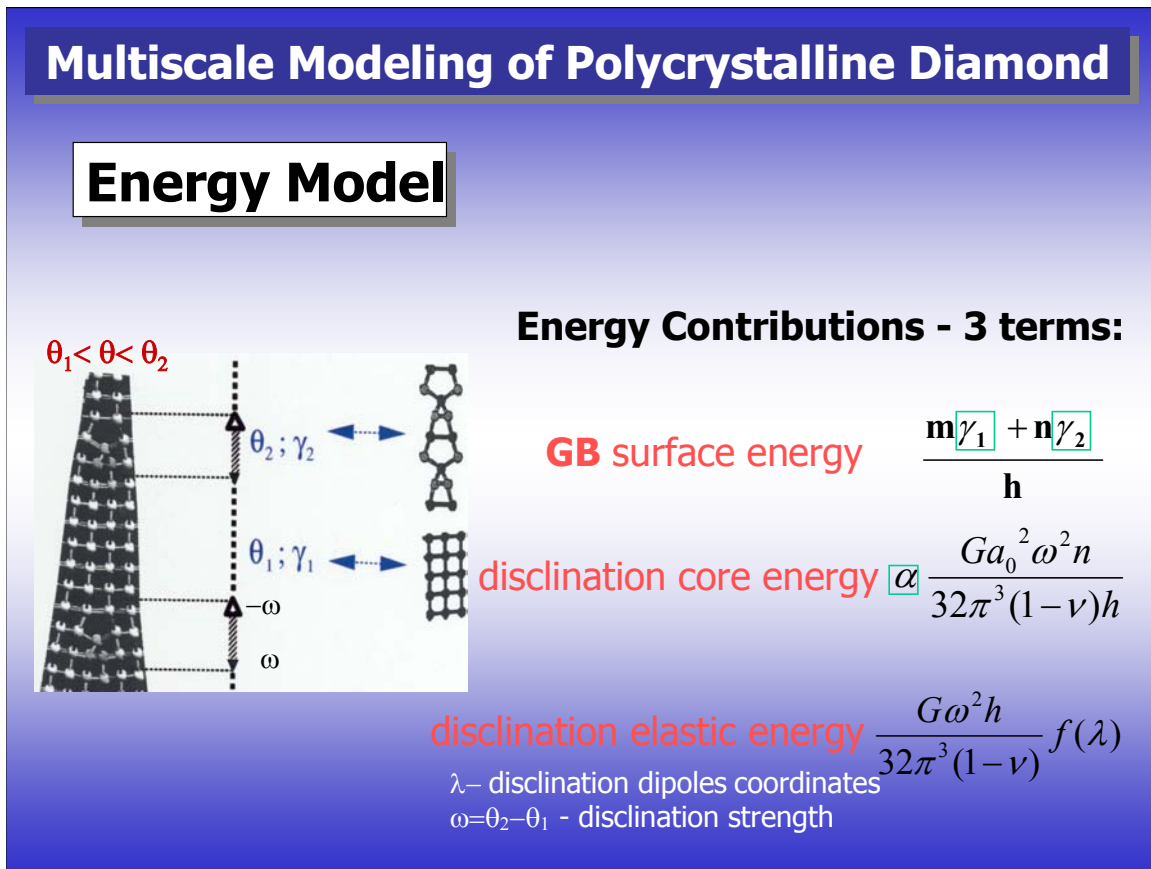 Multiscale Modeling of Polycrystalline Diamond
Energy Model
Energy Contributions - 3 terms:
θ₁< θ< θ₂
θ₂ ; γ₂
θ₁ ; γ₁
−ω
ω
GB surface energy (mγ₁ + nγ₂)/h
disclination core energy α Ga₀²ω²n/32π³(1−ν)h
disclination elastic energy Gω²h/32π³(1−ν) f(λ)
λ− disclination dipoles coordinates
ω=θ₂−θ₁ - disclination strength